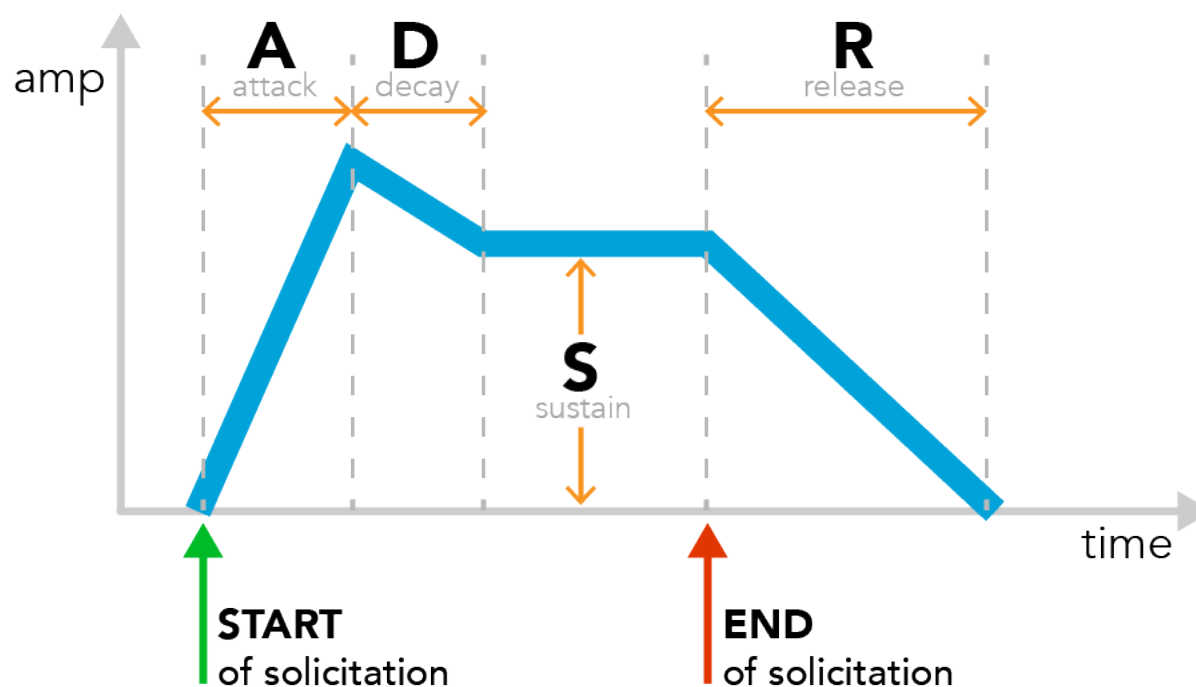 amp
A
attack
D
decay
R
release
S
sustain
time
START
of solicitation
END
of solicitation